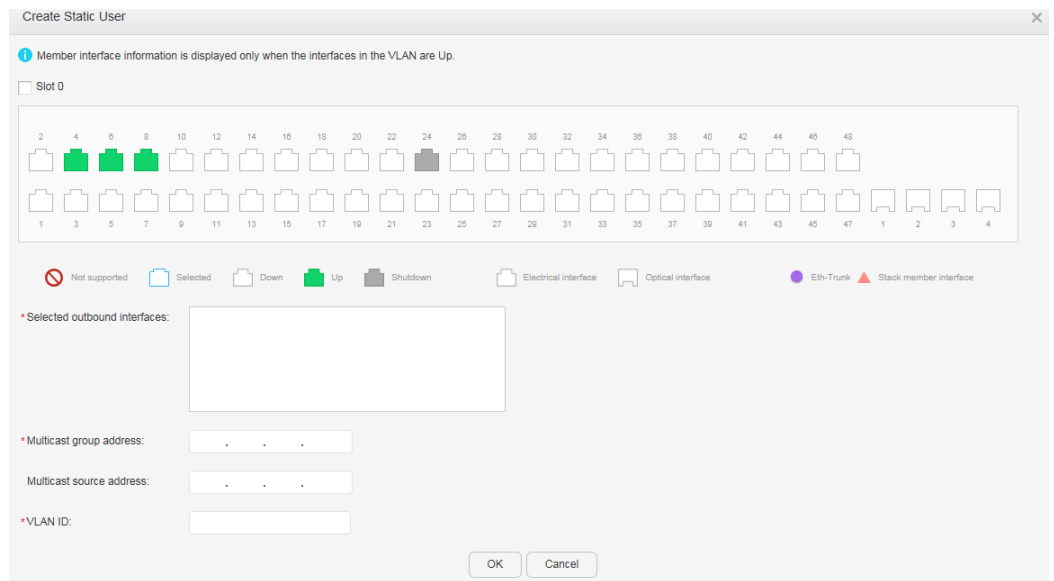 Create Static User
Member interface information is displayed only when the interfaces in the VLAN are Up.
Slot 0
2 4 6 8 10 12 14 16 18 20 22 24 26 28 30 32 34 36 38 40 42 44 46 48
1 3 5 7 9 11 13 15 17 19 21 23 25 27 29 31 33 35 37 39 41 43 45 47 1 2 3 4
Not supported Selected Down Up Shutdown Electrical interface Optical interface Eth-Trunk Stack member interface
* Selected outbound interfaces:
* Multicast group address: . . .
Multicast source address: . . .
* VLAN ID:
OK Cancel